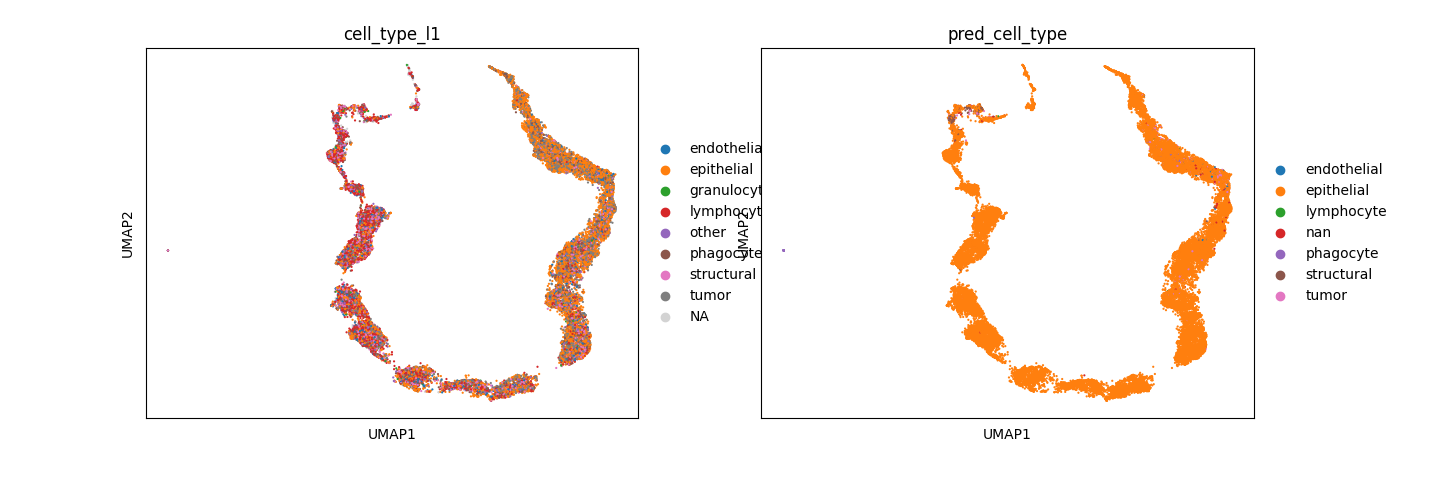 cell_type_l1
pred_cell_type
UMAP2
UMAP1
endothelia
epithelial
granulocyt
lymphocyt
other
phagocyte
structural
tumor
NA
UMAP2
UMAP1
endothelial
epithelial
lymphocyte
nan
phagocyte
structural
tumor